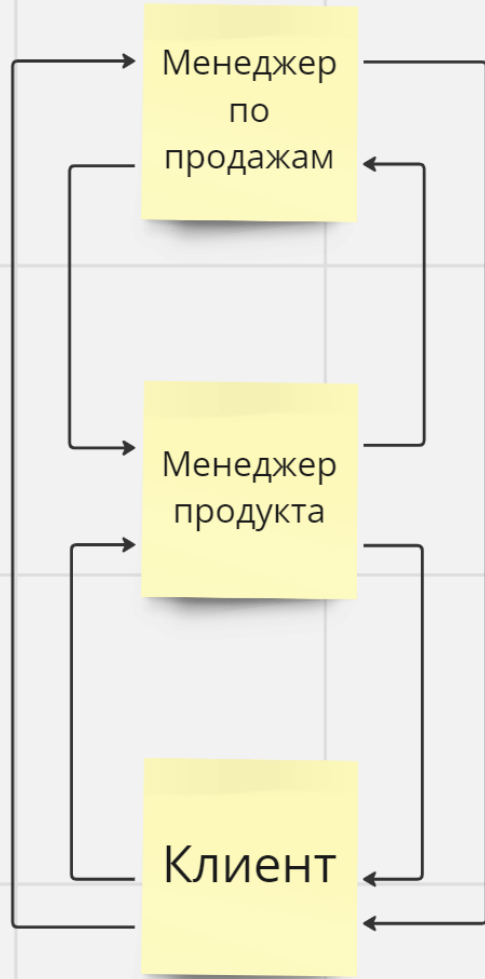 Менеджер
по
продажам
Менеджер
продукта
Клиент